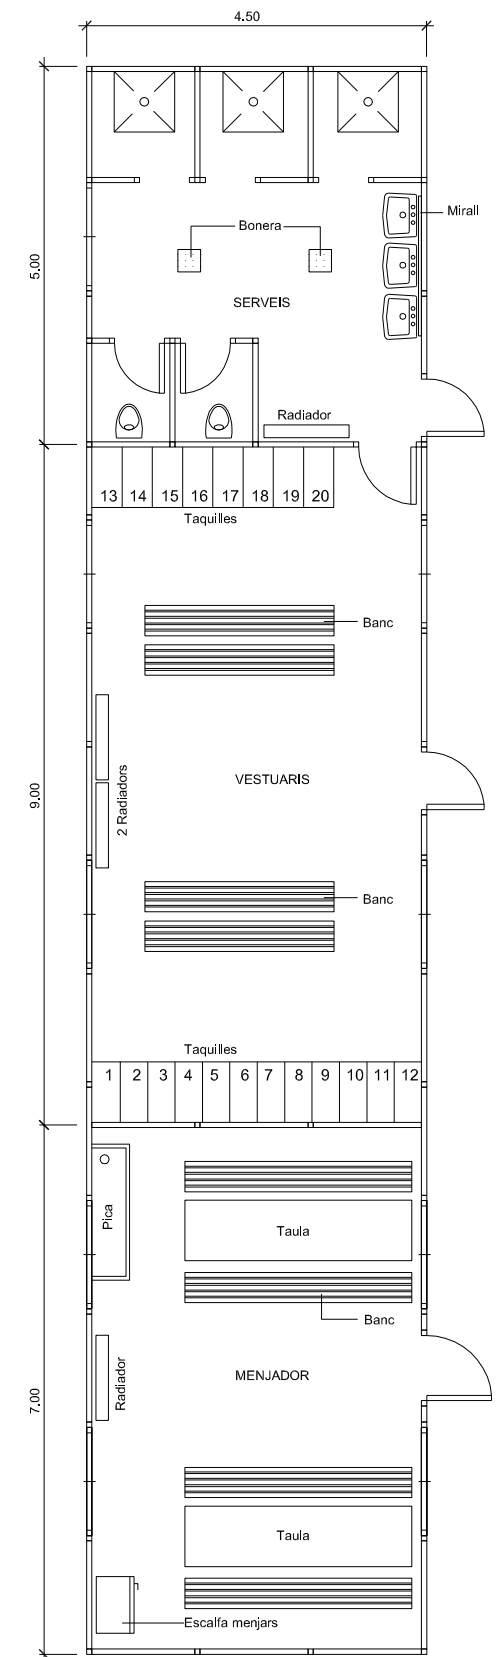 4.50
5.00
Bonera
Mirall
SERVEIS
Radiador
13 14 15 16 17 18 19 20
Taquilles
Banc
9.00
2 Radiadors
VESTUARIS
Banc
Taquilles
1 2 3 4 5 6 7 8 9 10 11 12
Pica
Taula
Banc
7.00
Radiador
MENJADOR
Taula
Escalfa menjars